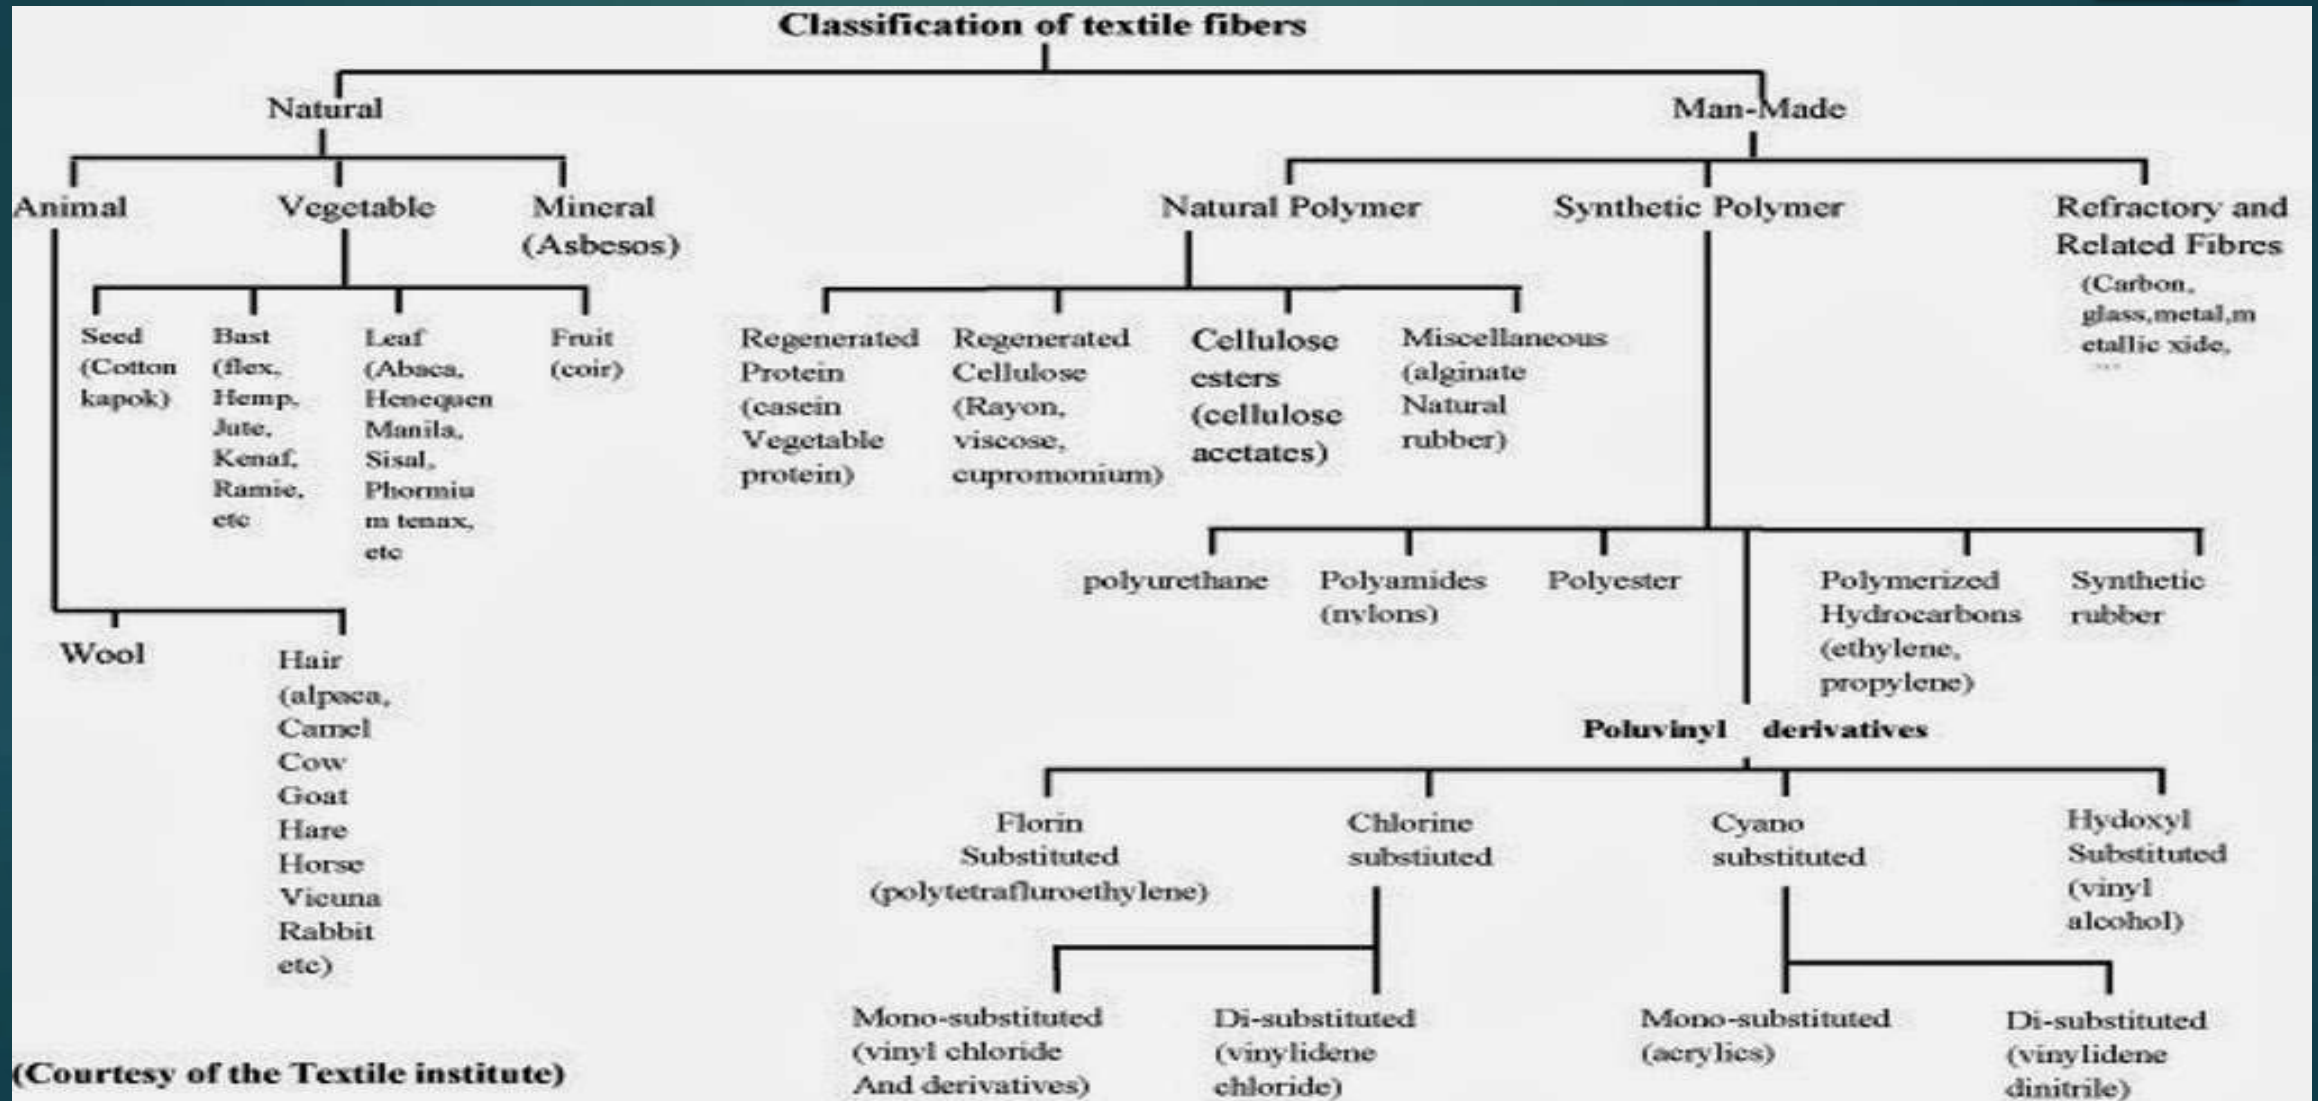 Classification of textile fibers
Natural
Man-Made
Animal
Vegetable
Mineral
(Asbesos)
Natural Polymer
Synthetic Polymer
Refractory and
Related Fibres
(Carbon,
glass,metal,m
etallic xide,
Seed
(Cotton
kapok)
Bast
(flex,
Hemp,
Jute,
Kenaf,
Ramie,
etc
Leaf
(Abaca,
Henequen
Manila,
Sisal,
Phormiu
m tenax,
etc
Fruit
(coir)
Regenerated
Protein
(casein
Vegetable
protein)
Regenerated
Cellulose
(Rayon,
viscose,
cupromonium)
Cellulose
esters
(cellulose
acetates)
Miscellaneous
(alginate
Natural
rubber)
Wool
Hair
(alpaca,
Camel
Cow
Goat
Hare
Horse
Vicuna
Rabbit
etc)
polyurethane
Polyamides
(nylons)
Polyester
Polymerized
Hydrocarbons
(ethylene,
propylene)
Synthetic
rubber
Poluvinyl derivatives
Florin
Substituted
(polytetrafluroethylene)
Chlorine
substiuted
Cyano
substituted
Hydoxyl
Substituted
(vinyl
alcohol)
Mono-substituted
(vinyl chloride
And derivatives)
Di-substituted
(vinylidene
chloride)
Mono-substituted
(acrylics)
Di-substituted
(vinylidene
dinitrile)
(Courtesy of the Textile institute)